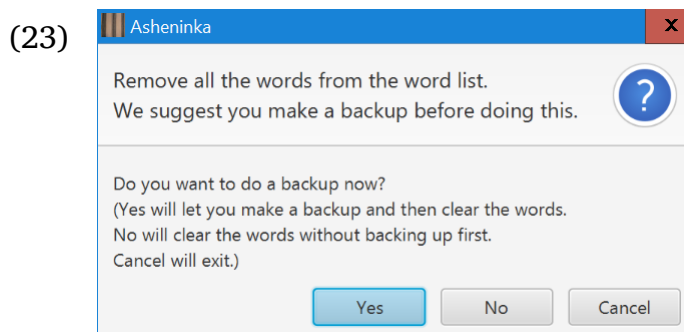 (23)
Asheninka
x
Remove all the words from the word list.
We suggest you make a backup before doing this.
?
Do you want to do a backup now?
(Yes will let you make a backup and then clear the words.
No will clear the words without backing up first.
Cancel will exit.)
Yes No Cancel